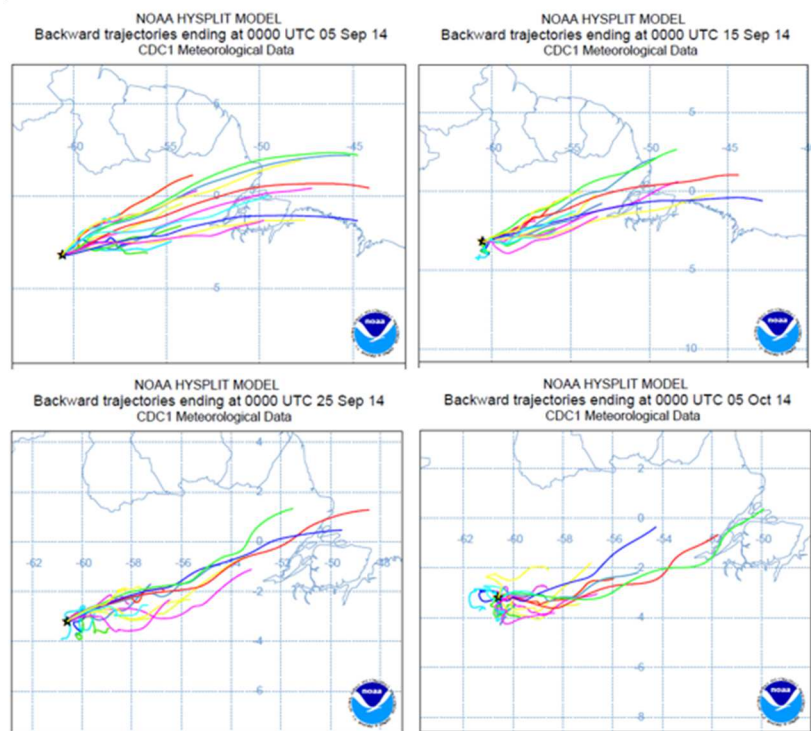 NOAA HYSPLIT MODEL
Backward trajectories ending at 0000 UTC 05 Sep 14
CDC1 Meteorological Data
5
-60
-55
-50
-45
0
-5
noaa
NOAA HYSPLIT MODEL
Backward trajectories ending at 0000 UTC 15 Sep 14
CDC1 Meteorological Data
5
-60
-55
-50
-45
0
-5
-10
noaa
NOAA HYSPLIT MODEL
Backward trajectories ending at 0000 UTC 25 Sep 14
CDC1 Meteorological Data
4
2
-62
-60
-58
-56
-54
-52
-50
-48
0
-2
-4
-6
noaa
NOAA HYSPLIT MODEL
Backward trajectories ending at 0000 UTC 05 Oct 14
CDC1 Meteorological Data
2
0
-62
-60
-58
-56
-54
-50
-2
-4
-6
-8
noaa